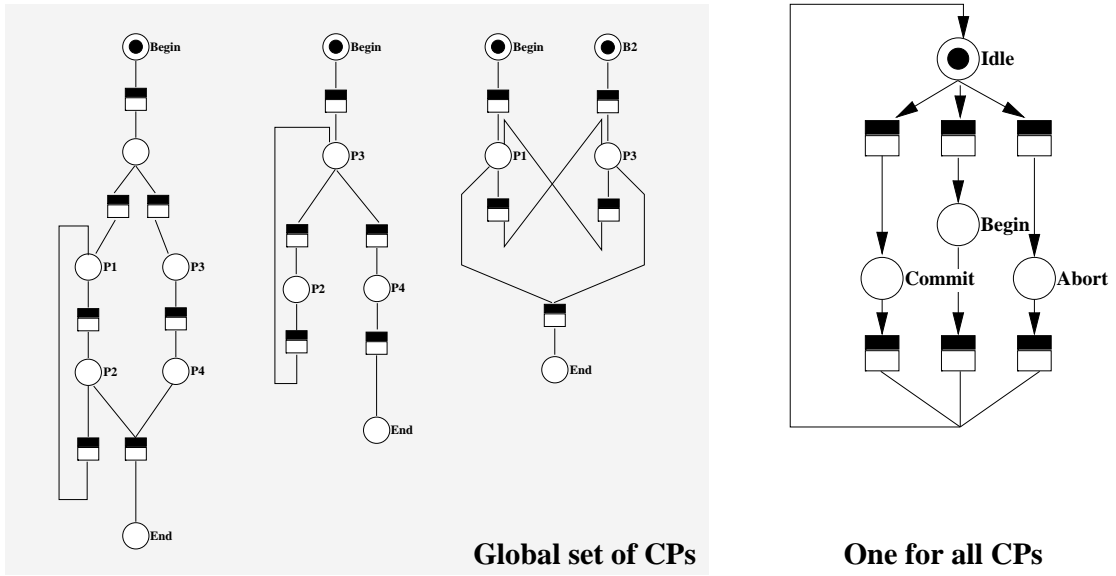 Begin
P1
P3
P2
P4
End
Begin
P3
P2
P4
End
Begin
B2
P1
P3
End
Global set of CPs
Idle
Begin
Commit
Abort
One for all CPs